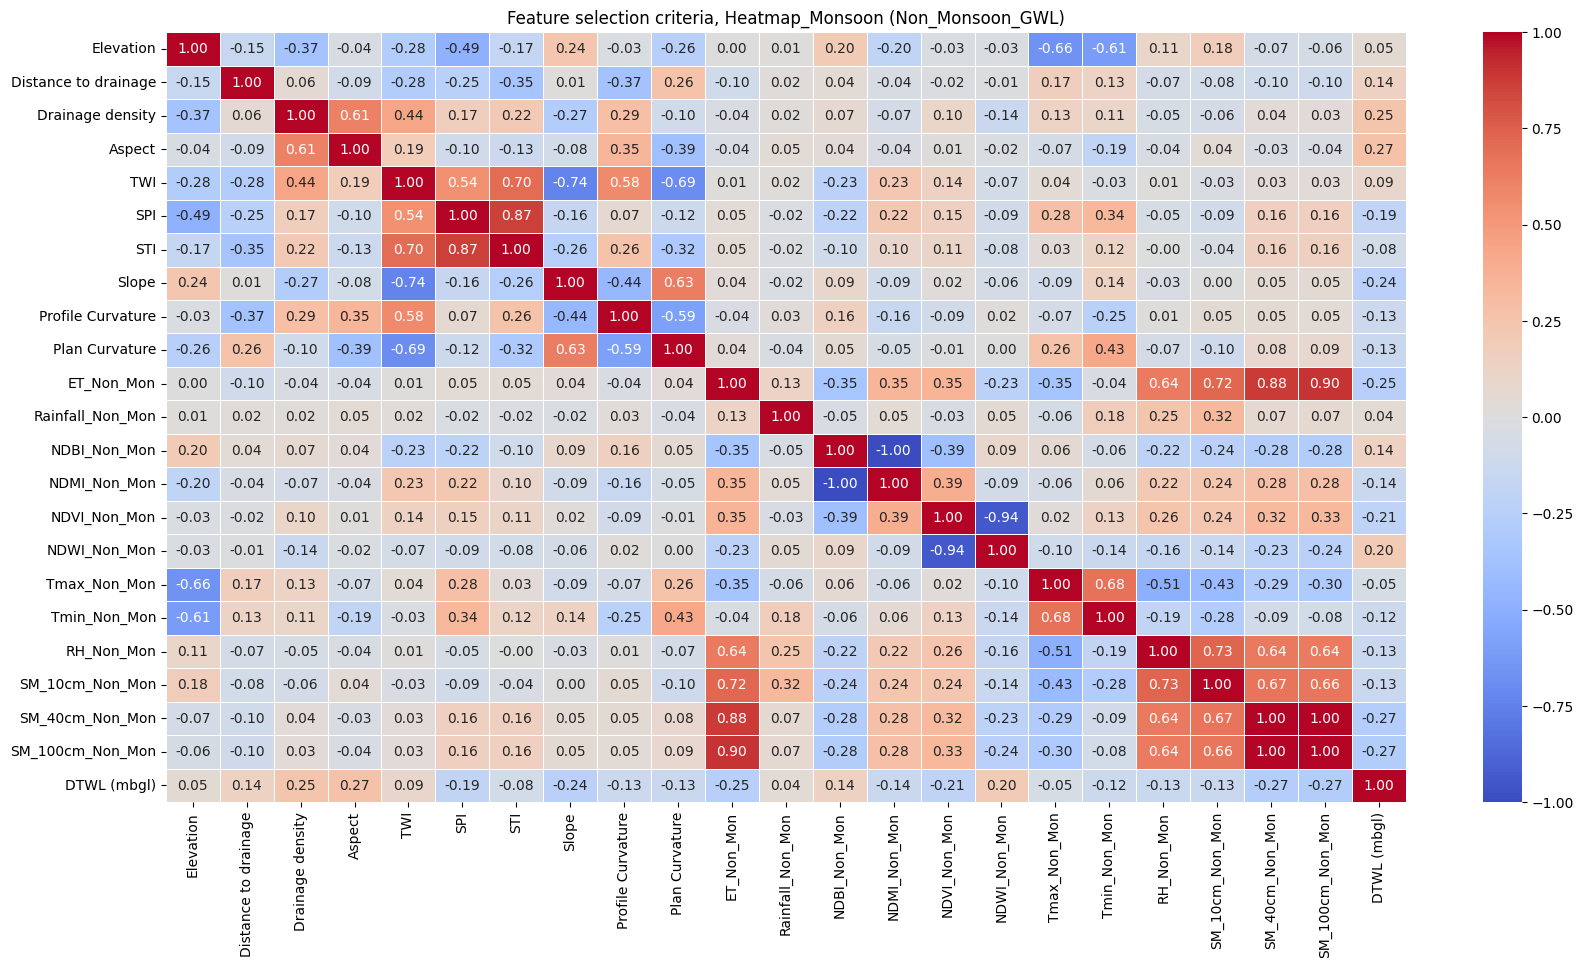 Feature selection criteria, Heatmap_Monsoon (Non_Monsoon_GWL)
Elevation 1.00 -0.15 -0.37 -0.04 -0.28 -0.49 -0.17 0.24 -0.03 -0.26 0.00 0.01 0.20 -0.20 -0.03 -0.03 -0.66 -0.61 0.11 0.18 -0.07 -0.06 0.05
Distance to drainage -0.15 1.00 0.06 -0.09 -0.28 -0.25 -0.35 0.01 -0.37 0.26 -0.10 0.02 0.04 -0.04 -0.02 -0.01 0.17 0.13 -0.07 -0.08 -0.10 -0.10 0.14
Drainage density -0.37 0.06 1.00 0.61 0.44 0.17 0.22 -0.27 0.29 -0.10 -0.04 0.02 0.07 -0.07 0.10 -0.14 0.13 0.11 -0.05 -0.06 0.04 0.03 0.25
Aspect -0.04 -0.09 0.61 1.00 0.19 -0.10 -0.13 -0.08 0.35 -0.39 -0.04 0.05 0.04 -0.04 0.01 -0.02 -0.07 -0.19 -0.04 0.04 -0.03 -0.04 0.27
TWI -0.28 -0.28 0.44 0.19 1.00 0.54 0.70 -0.74 0.58 -0.69 0.01 0.02 -0.23 0.23 0.14 -0.07 0.04 -0.03 0.01 -0.03 0.03 0.03 0.09
SPI -0.49 -0.25 0.17 -0.10 0.54 1.00 0.87 -0.16 0.07 -0.12 0.05 -0.02 -0.22 0.22 0.15 -0.09 0.28 0.34 -0.05 -0.09 0.16 0.16 -0.19
STI -0.17 -0.35 0.22 -0.13 0.70 0.87 1.00 -0.26 0.26 -0.32 0.05 -0.02 -0.10 0.10 0.11 -0.08 0.03 0.12 -0.00 -0.04 0.16 0.16 -0.08
Slope 0.24 0.01 -0.27 -0.08 -0.74 -0.16 -0.26 1.00 -0.44 0.63 0.04 -0.02 0.09 -0.09 0.02 -0.06 -0.09 0.14 -0.03 0.00 0.05 0.05 -0.24
Profile Curvature -0.03 -0.37 0.29 0.35 0.58 0.07 0.26 -0.44 1.00 -0.59 -0.04 0.03 0.16 -0.16 -0.09 0.02 -0.07 -0.25 0.01 0.05 0.05 0.05 -0.13
Plan Curvature -0.26 0.26 -0.10 -0.39 -0.69 -0.12 -0.32 0.63 -0.59 1.00 0.04 -0.04 0.05 -0.05 -0.01 0.00 0.26 0.43 -0.07 -0.10 0.08 0.09 -0.13
ET_Non_Mon 0.00 -0.10 -0.04 -0.04 0.01 0.05 0.05 0.04 -0.04 0.04 1.00 0.13 -0.35 0.35 0.35 -0.23 -0.35 -0.04 0.64 0.72 0.88 0.90 -0.25
Rainfall_Non_Mon 0.01 0.02 0.02 0.05 0.02 -0.02 -0.02 -0.02 0.03 -0.04 0.13 1.00 -0.05 0.05 -0.03 0.05 -0.06 0.18 0.25 0.32 0.07 0.07 0.04
NDBI_Non_Mon 0.20 0.04 0.07 0.04 -0.23 -0.22 -0.10 0.09 0.16 0.05 -0.35 -0.05 1.00 -1.00 -0.39 0.09 0.06 -0.06 -0.22 -0.24 -0.28 -0.28 0.14
NDMI_Non_Mon -0.20 -0.04 -0.07 -0.04 0.23 0.22 0.10 -0.09 -0.16 -0.05 0.35 0.05 -1.00 1.00 0.39 -0.09 -0.06 0.06 0.22 0.24 0.28 0.28 -0.14
NDVI_Non_Mon -0.03 -0.02 0.10 0.01 0.14 0.15 0.11 0.02 -0.09 -0.01 0.35 -0.03 -0.39 0.39 1.00 -0.94 0.02 0.13 0.26 0.24 0.32 0.33 -0.21
NDWI_Non_Mon -0.03 -0.01 -0.14 -0.02 -0.07 -0.09 -0.08 -0.06 0.02 0.00 -0.23 0.05 0.09 -0.09 -0.94 1.00 -0.10 -0.14 -0.16 -0.14 -0.23 -0.24 0.20
Tmax_Non_Mon -0.66 0.17 0.13 -0.07 0.04 0.28 0.03 -0.09 -0.07 0.26 -0.35 -0.06 0.06 -0.06 0.02 -0.10 1.00 0.68 -0.51 -0.43 -0.29 -0.30 -0.05
Tmin_Non_Mon -0.61 0.13 0.11 -0.19 -0.03 0.34 0.12 0.14 -0.25 0.43 -0.04 0.18 -0.06 0.06 0.13 -0.14 0.68 1.00 -0.19 -0.28 -0.09 -0.08 -0.12
RH_Non_Mon 0.11 -0.07 -0.05 -0.04 0.01 -0.05 -0.00 -0.03 0.01 -0.07 0.64 0.25 -0.22 0.22 0.26 -0.16 -0.51 -0.19 1.00 0.73 0.64 0.64 -0.13
SM_10cm_Non_Mon 0.18 -0.08 -0.06 0.04 -0.03 -0.09 -0.04 0.00 0.05 -0.10 0.72 0.32 -0.24 0.24 0.24 -0.14 -0.43 -0.28 0.73 1.00 0.67 0.66 -0.13
SM_40cm_Non_Mon -0.07 -0.10 0.04 -0.03 0.03 0.16 0.16 0.05 0.05 0.08 0.88 0.07 -0.28 0.28 0.32 -0.23 -0.29 -0.09 0.64 0.67 1.00 1.00 -0.27
SM_100cm_Non_Mon -0.06 -0.10 0.03 -0.04 0.03 0.16 0.16 0.05 0.05 0.09 0.90 0.07 -0.28 0.28 0.33 -0.24 -0.30 -0.08 0.64 0.66 1.00 1.00 -0.27
DTWL (mbgl) 0.05 0.14 0.25 0.27 0.09 -0.19 -0.08 -0.24 -0.13 -0.13 -0.25 0.04 0.14 -0.14 -0.21 0.20 -0.05 -0.12 -0.13 -0.13 -0.27 -0.27 1.00
Elevation
Distance to drainage
Drainage density
Aspect
TWI
SPI
STI
Slope
Profile Curvature
Plan Curvature
ET_Non_Mon
Rainfall_Non_Mon
NDBI_Non_Mon
NDMI_Non_Mon
NDVI_Non_Mon
NDWI_Non_Mon
Tmax_Non_Mon
Tmin_Non_Mon
RH_Non_Mon
SM_10cm_Non_Mon
SM_40cm_Non_Mon
SM_100cm_Non_Mon
DTWL (mbgl)
1.00
0.75
0.50
0.25
0.00
−0.25
−0.50
−0.75
−1.00